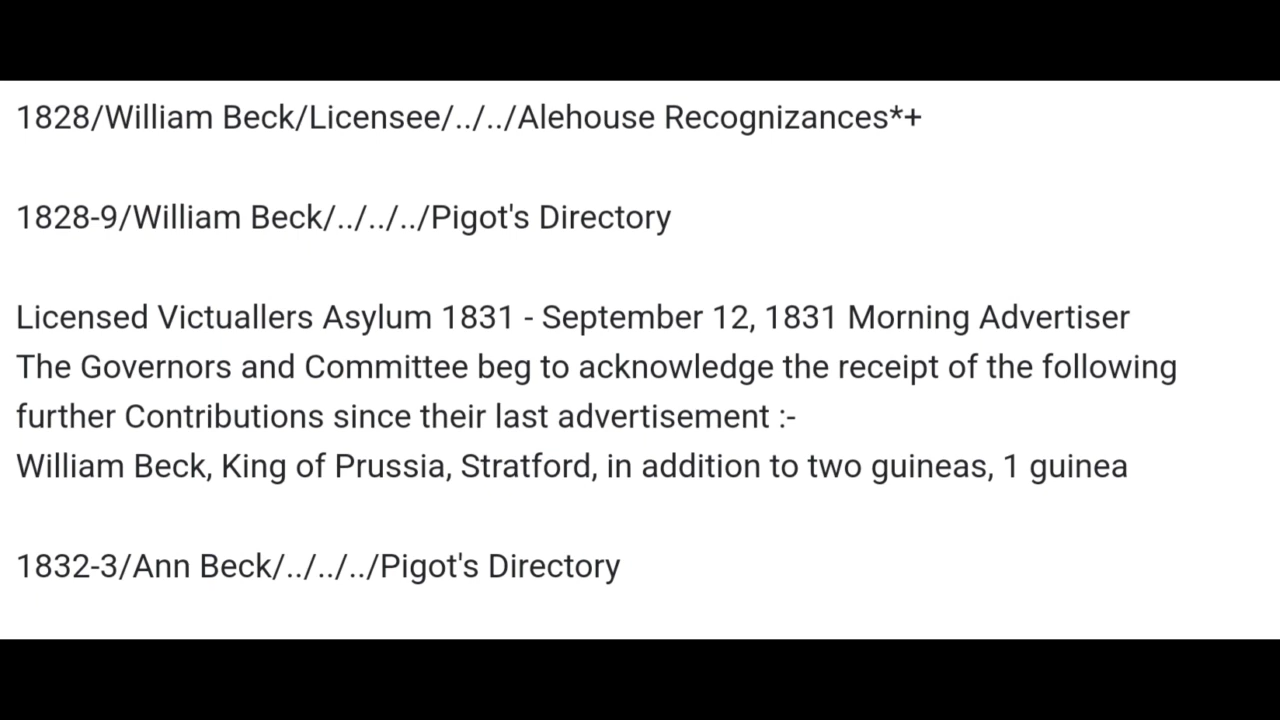 1828/William Beck/Licensee/../../Alehouse Recognizances*+
1828-9/William Beck/../../../Pigot's Directory
Licensed Victuallers Asylum 1831 - September 12, 1831 Morning Advertiser
The Governors and Committee beg to acknowledge the receipt of the following
further Contributions since their last advertisement :-
William Beck, King of Prussia, Stratford, in addition to two guineas, 1 guinea
1832-3/Ann Beck/../../../Pigot's Directory